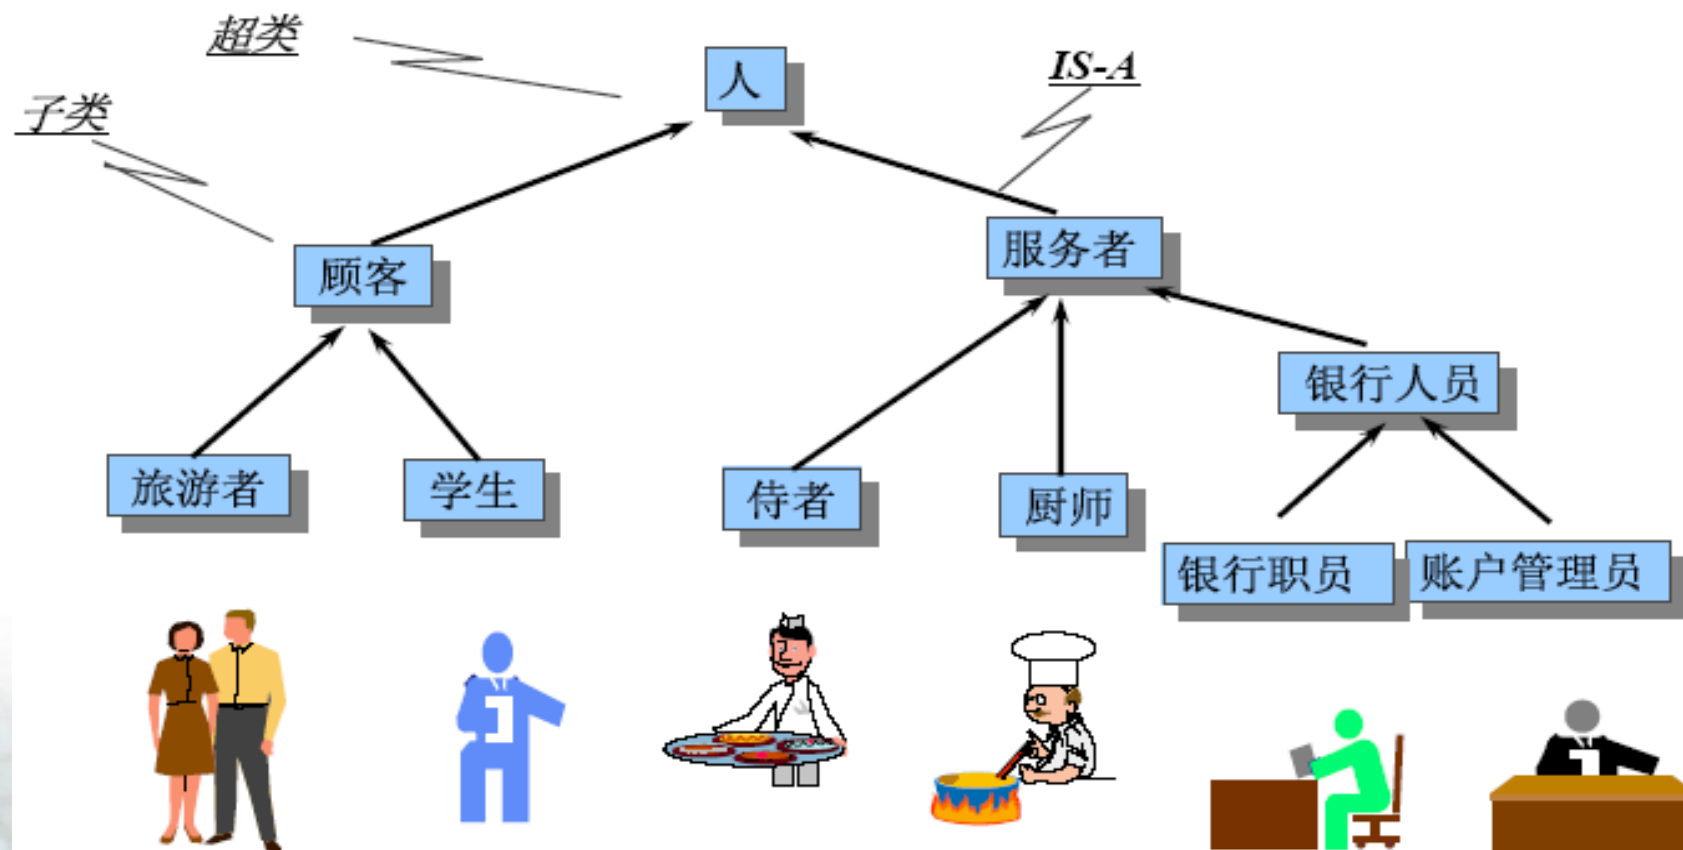 超类
人
IS-A
子类
顾客
服务者
银行人员
旅游者
学生
侍者
厨师
银行职员
账户管理员